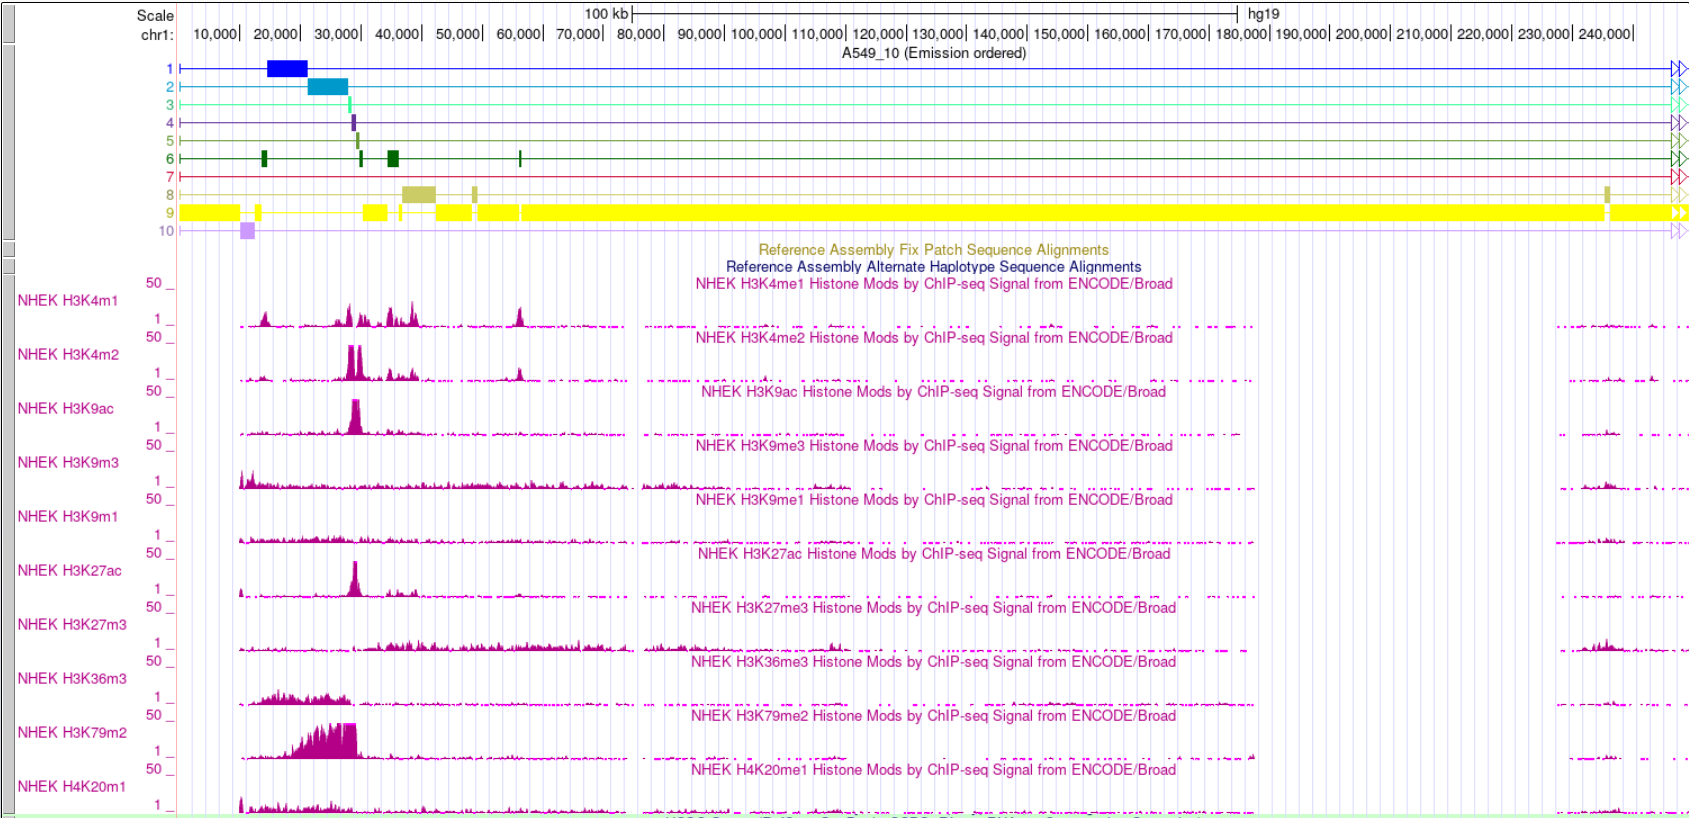 Scale 100 kb hg19
chr1: 10,000 20,000 30,000 40,000 50,000 60,000 70,000 80,000 90,000 100,000 110,000 120,000 130,000 140,000 150,000 160,000 170,000 180,000 190,000 200,000 210,000 220,000 230,000 240,000
A549_10 (Emission ordered)
1
2
3
4
5
6
7
8
9
10
Reference Assembly Fix Patch Sequence Alignments
Reference Assembly Alternate Haplotype Sequence Alignments
50 NHEK H3K4me1 Histone Mods by ChIP-seq Signal from ENCODE/Broad
NHEK H3K4m1
1
50 NHEK H3K4me2 Histone Mods by ChIP-seq Signal from ENCODE/Broad
NHEK H3K4m2
1
50 NHEK H3K9ac Histone Mods by ChIP-seq Signal from ENCODE/Broad
NHEK H3K9ac
1
50 NHEK H3K9me3 Histone Mods by ChIP-seq Signal from ENCODE/Broad
NHEK H3K9m3
1
50 NHEK H3K9me1 Histone Mods by ChIP-seq Signal from ENCODE/Broad
NHEK H3K9m1
1
50 NHEK H3K27ac Histone Mods by ChIP-seq Signal from ENCODE/Broad
NHEK H3K27ac
1
50 NHEK H3K27me3 Histone Mods by ChIP-seq Signal from ENCODE/Broad
NHEK H3K27m3
1
50 NHEK H3K36me3 Histone Mods by ChIP-seq Signal from ENCODE/Broad
NHEK H3K36m3
1
50 NHEK H3K79me2 Histone Mods by ChIP-seq Signal from ENCODE/Broad
NHEK H3K79m2
1
50 NHEK H4K20me1 Histone Mods by ChIP-seq Signal from ENCODE/Broad
NHEK H4K20m1
1